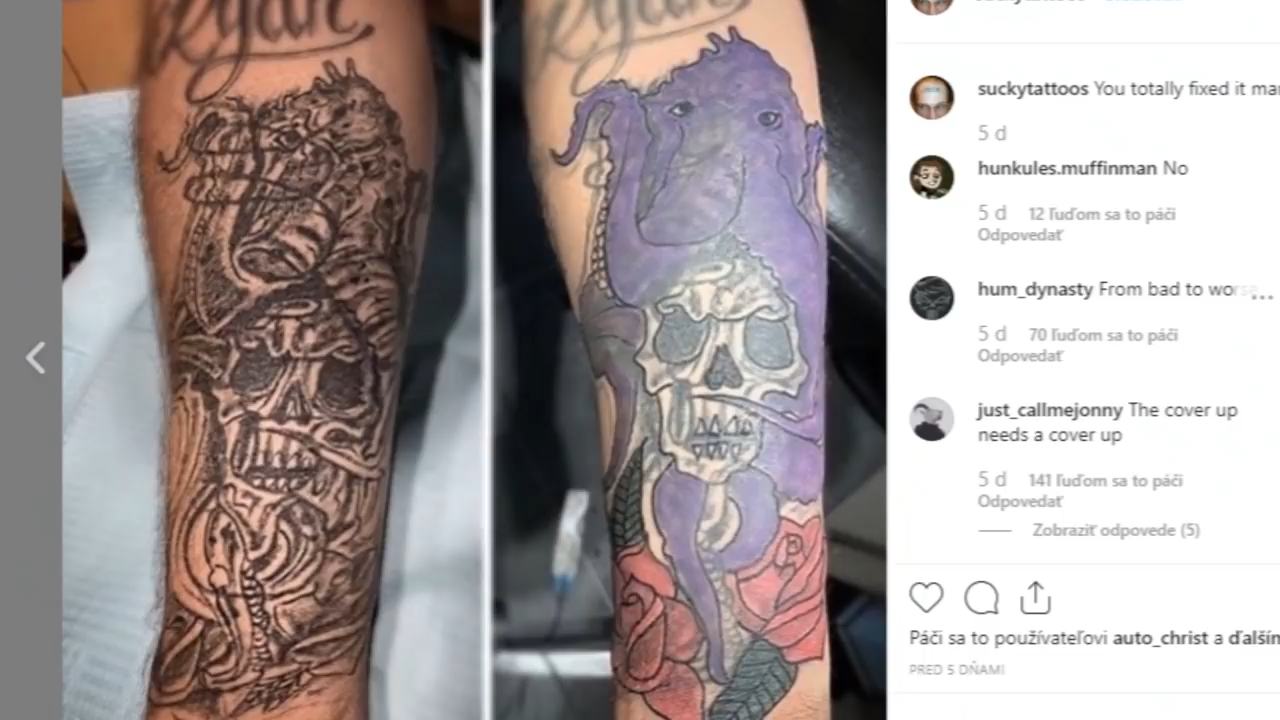 suckytattoos You totally fixed it
5 d
hunkules.muffinman No
5 d 12 ľuďom sa to páči
Odpovedať
hum_dynasty From bad to worse...
5 d 70 ľuďom sa to páči
Odpovedať
just_callmejonny The cover up
needs a cover up
5 d 141 ľuďom sa to páči
Odpovedať
Zobraziť odpovede (5)
Páči sa to používateľovi auto_christ a ďalším
PRED 5 DŇAMI